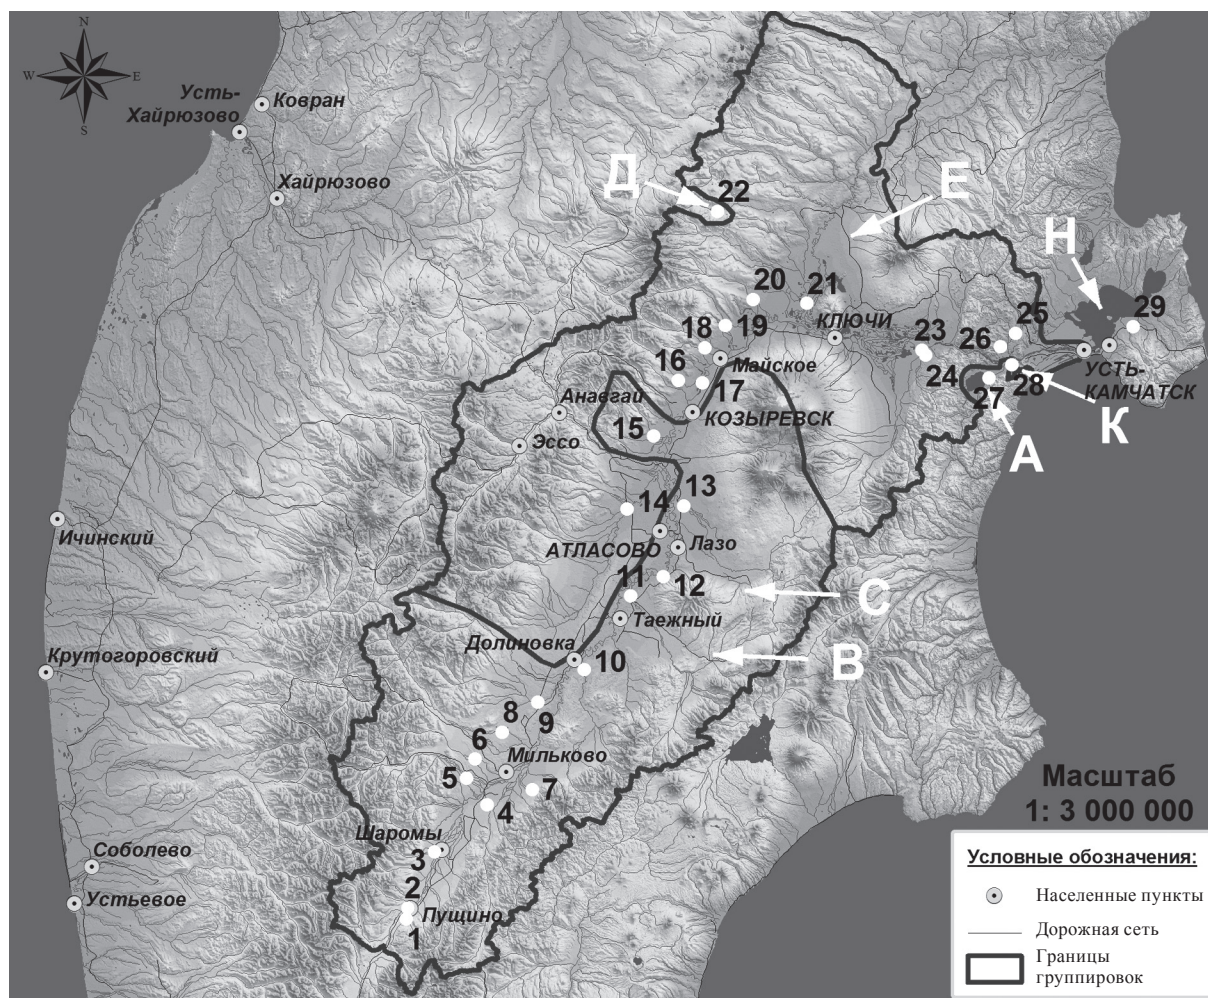 N
W
E
S
Усть-
Хайрюзово
Ковран
Хайрюзово
Д
22
Е
Н
20
21
29
КЛЮЧИ
25
18
19
23
26
Майское
16
УСТЬ-
КАМЧАТСК
24
17
27
28
Анавгай
К
КОЗЫРЕВСК
15
Эссо
А
13
14
Ичинский
АТЛАСОВО
Лазо
11
12
С
Таежный
Долиновка
Крутогоровский
10
В
8
9
6
Мильково
5
7
Масштаб
1: 3 000 000
4
Шаромы
3
Соболево
Устьевое
2
Пущино
1
Условные обозначения:
Населенные пункты
Дорожная сеть
Границы
группировок